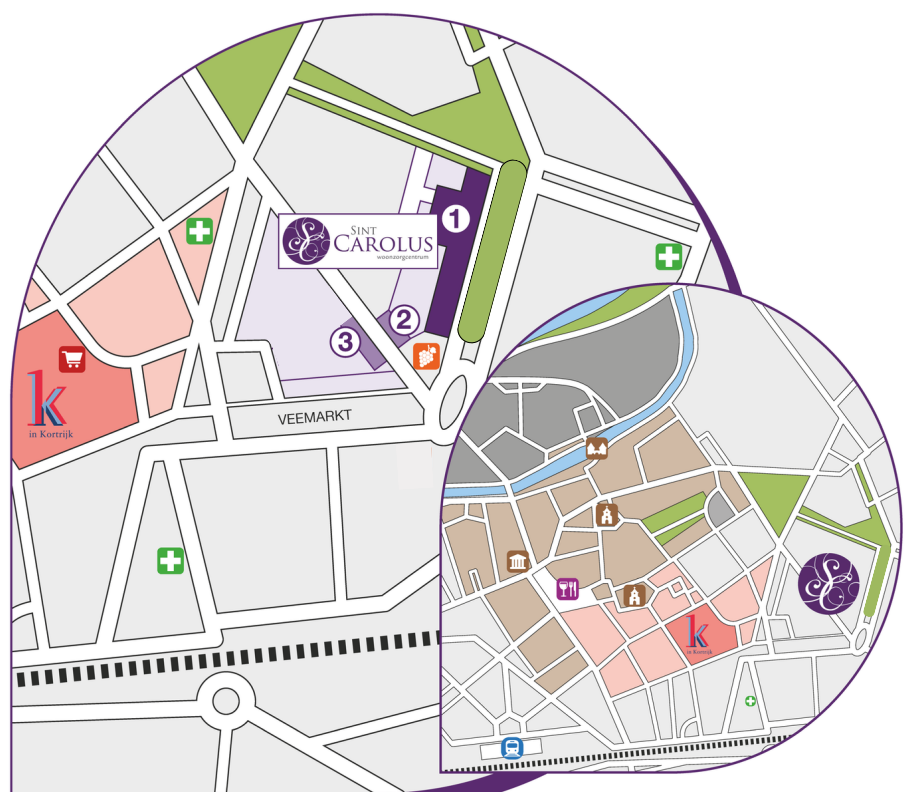 1
SINT
CAROLUS
woonzorgcentrum
2
3
k
in Kortrijk
VEEMARKT
k
in Kortrijk